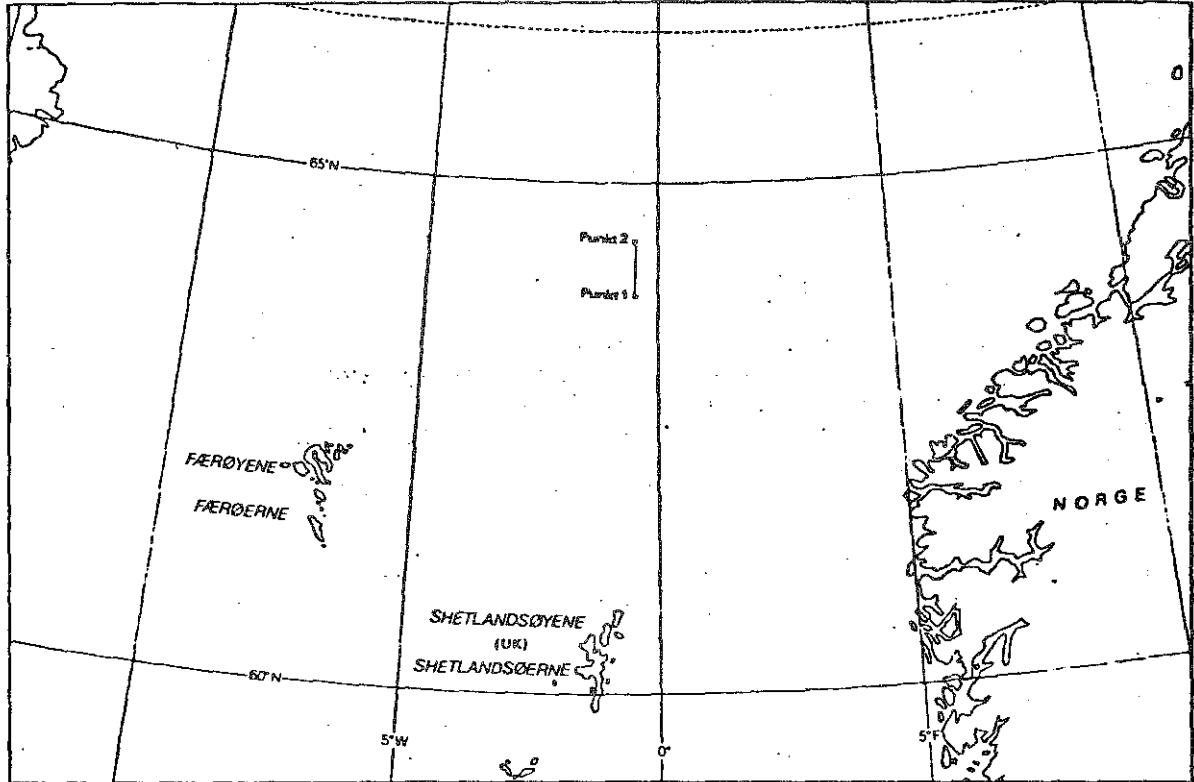 65°N
Punkt 2
Punkt 1
FÆRØYENE
FÆRØERNE
NORGE
SHETLANDSØYENE
(UK)
SHETLANDSØERNE
60°N
5°W
0°
5°F